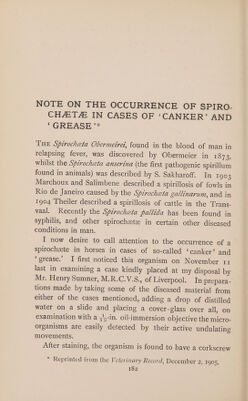 NOTE ON THE OCCURRENCE OF SPIRO-
CHÆTÆ IN CASES OF 'CANKER' AND
'GREASE'*
THE Spirochæta Obermeirei, found in the blood of man in
relapsing fever, was discovered by Obermeier in 1873,
whilst the Spirochæta anserina (the first pathogenic spirillum
found in animals) was described by S. Sakharoff. In 1903
Marchoux and Salimbene described a spirillosis of fowls in
Rio de Janeiro caused by the Spirochæta gallinarum, and in
1904 Theiler described a spirillosis of cattle in the Trans-
vaal. Recently the Spirochæta pallida has been found in
syphilis, and other spirochætæ in certain other diseased
conditions in man.
I now desire to call attention to the occurrence of a
spirochæte in horses in cases of so-called 'canker' and
'grease.' I first noticed this organism on November 11
last in examining a case kindly placed at my disposal by
Mr. Henry Sumner, M.R.C.V.S., of Liverpool. In prepara-
tions made by taking some of the diseased material from
either of the cases mentioned, adding a drop of distilled
water on a slide and placing a cover-glass over all, on
examination with a 1/12-in. oil-immersion objective the micro-
organisms are easily detected by their active undulating
movements.
After staining, the organism is found to have a corkscrew
* Reprinted from the Veterinary Record, December 2, 1905.
182